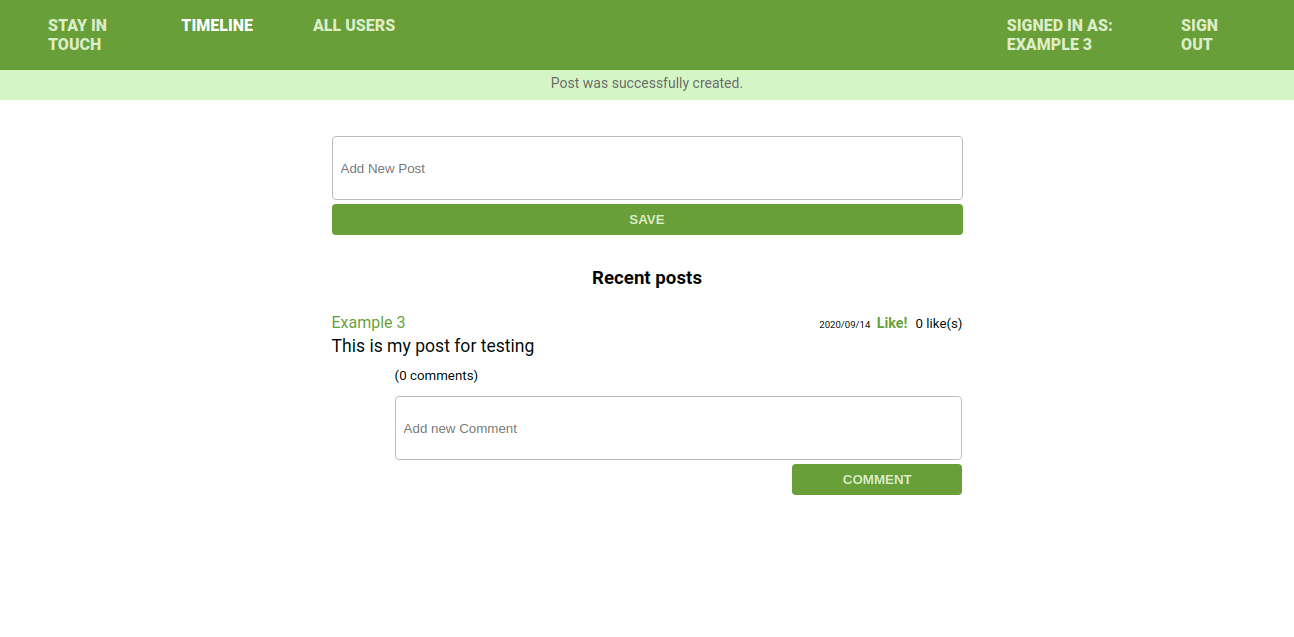 STAY IN TOUCH
TIMELINE
ALL USERS
SIGNED IN AS: EXAMPLE 3
SIGN OUT
Post was successfully created.
Add New Post
SAVE
Recent posts
Example 3
2020/09/14 Like! 0 like(s)
This is my post for testing
(0 comments)
Add new Comment
COMMENT